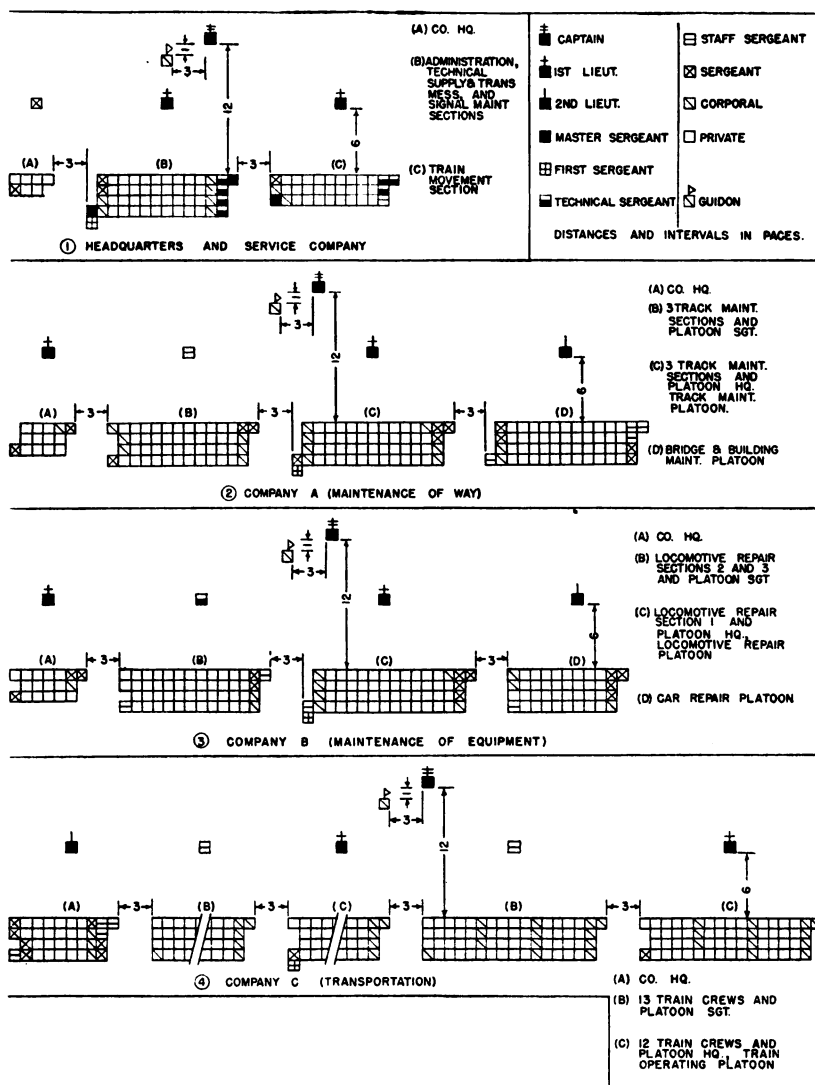 (A) CO. HQ.
(B) ADMINISTRATION,
TECHNICAL
SUPPLY & TRANS
MESS, AND
SIGNAL MAINT
SECTIONS
(C) TRAIN
MOVEMENT
SECTION
3
12
6
(A)
3
(B)
3
(C)
① HEADQUARTERS AND SERVICE COMPANY
CAPTAIN
1ST LIEUT.
2ND LIEUT.
MASTER SERGEANT
FIRST SERGEANT
TECHNICAL SERGEANT
STAFF SERGEANT
SERGEANT
CORPORAL
PRIVATE
GUIDON
DISTANCES AND INTERVALS IN PACES.
3
12
6
(A)
3
(B)
3
(C)
3
(D)
(A) CO. HQ.
(B) 3 TRACK MAINT.
SECTIONS AND
PLATOON SGT.
(C) 3 TRACK MAINT.
SECTIONS AND
PLATOON HQ.
TRACK MAINT.
PLATOON.
(D) BRIDGE & BUILDING
MAINT. PLATOON
② COMPANY A (MAINTENANCE OF WAY)
3
12
6
(A)
3
(B)
3
(C)
3
(D)
(A) CO. HQ.
(B) LOCOMOTIVE REPAIR
SECTIONS 2 AND 3
AND PLATOON SGT
(C) LOCOMOTIVE REPAIR
SECTION 1 AND
PLATOON HQ.,
LOCOMOTIVE REPAIR
PLATOON
(D) CAR REPAIR PLATOON
③ COMPANY B (MAINTENANCE OF EQUIPMENT)
3
12
6
(A)
3
(B)
3
(C)
3
(B)
3
(C)
④ COMPANY C (TRANSPORTATION)
(A) CO. HQ.
(B) 13 TRAIN CREWS AND
PLATOON SGT.
(C) 12 TRAIN CREWS AND
PLATOON HQ., TRAIN
OPERATING PLATOON